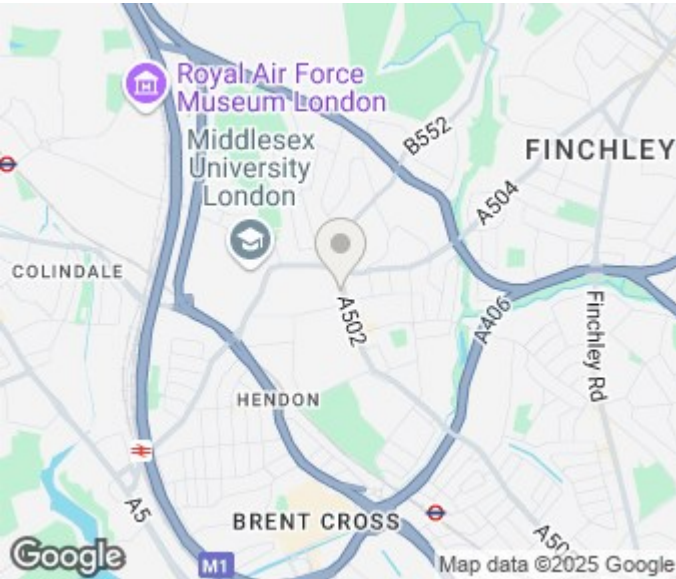 Royal Air Force
Museum London
B552
Middlesex
University
London
FINCHLEY
A504
COLINDALE
A502
A406
Finchley Rd
HENDON
A5
BRENT CROSS
M1
Google
Map data ©2025 Google